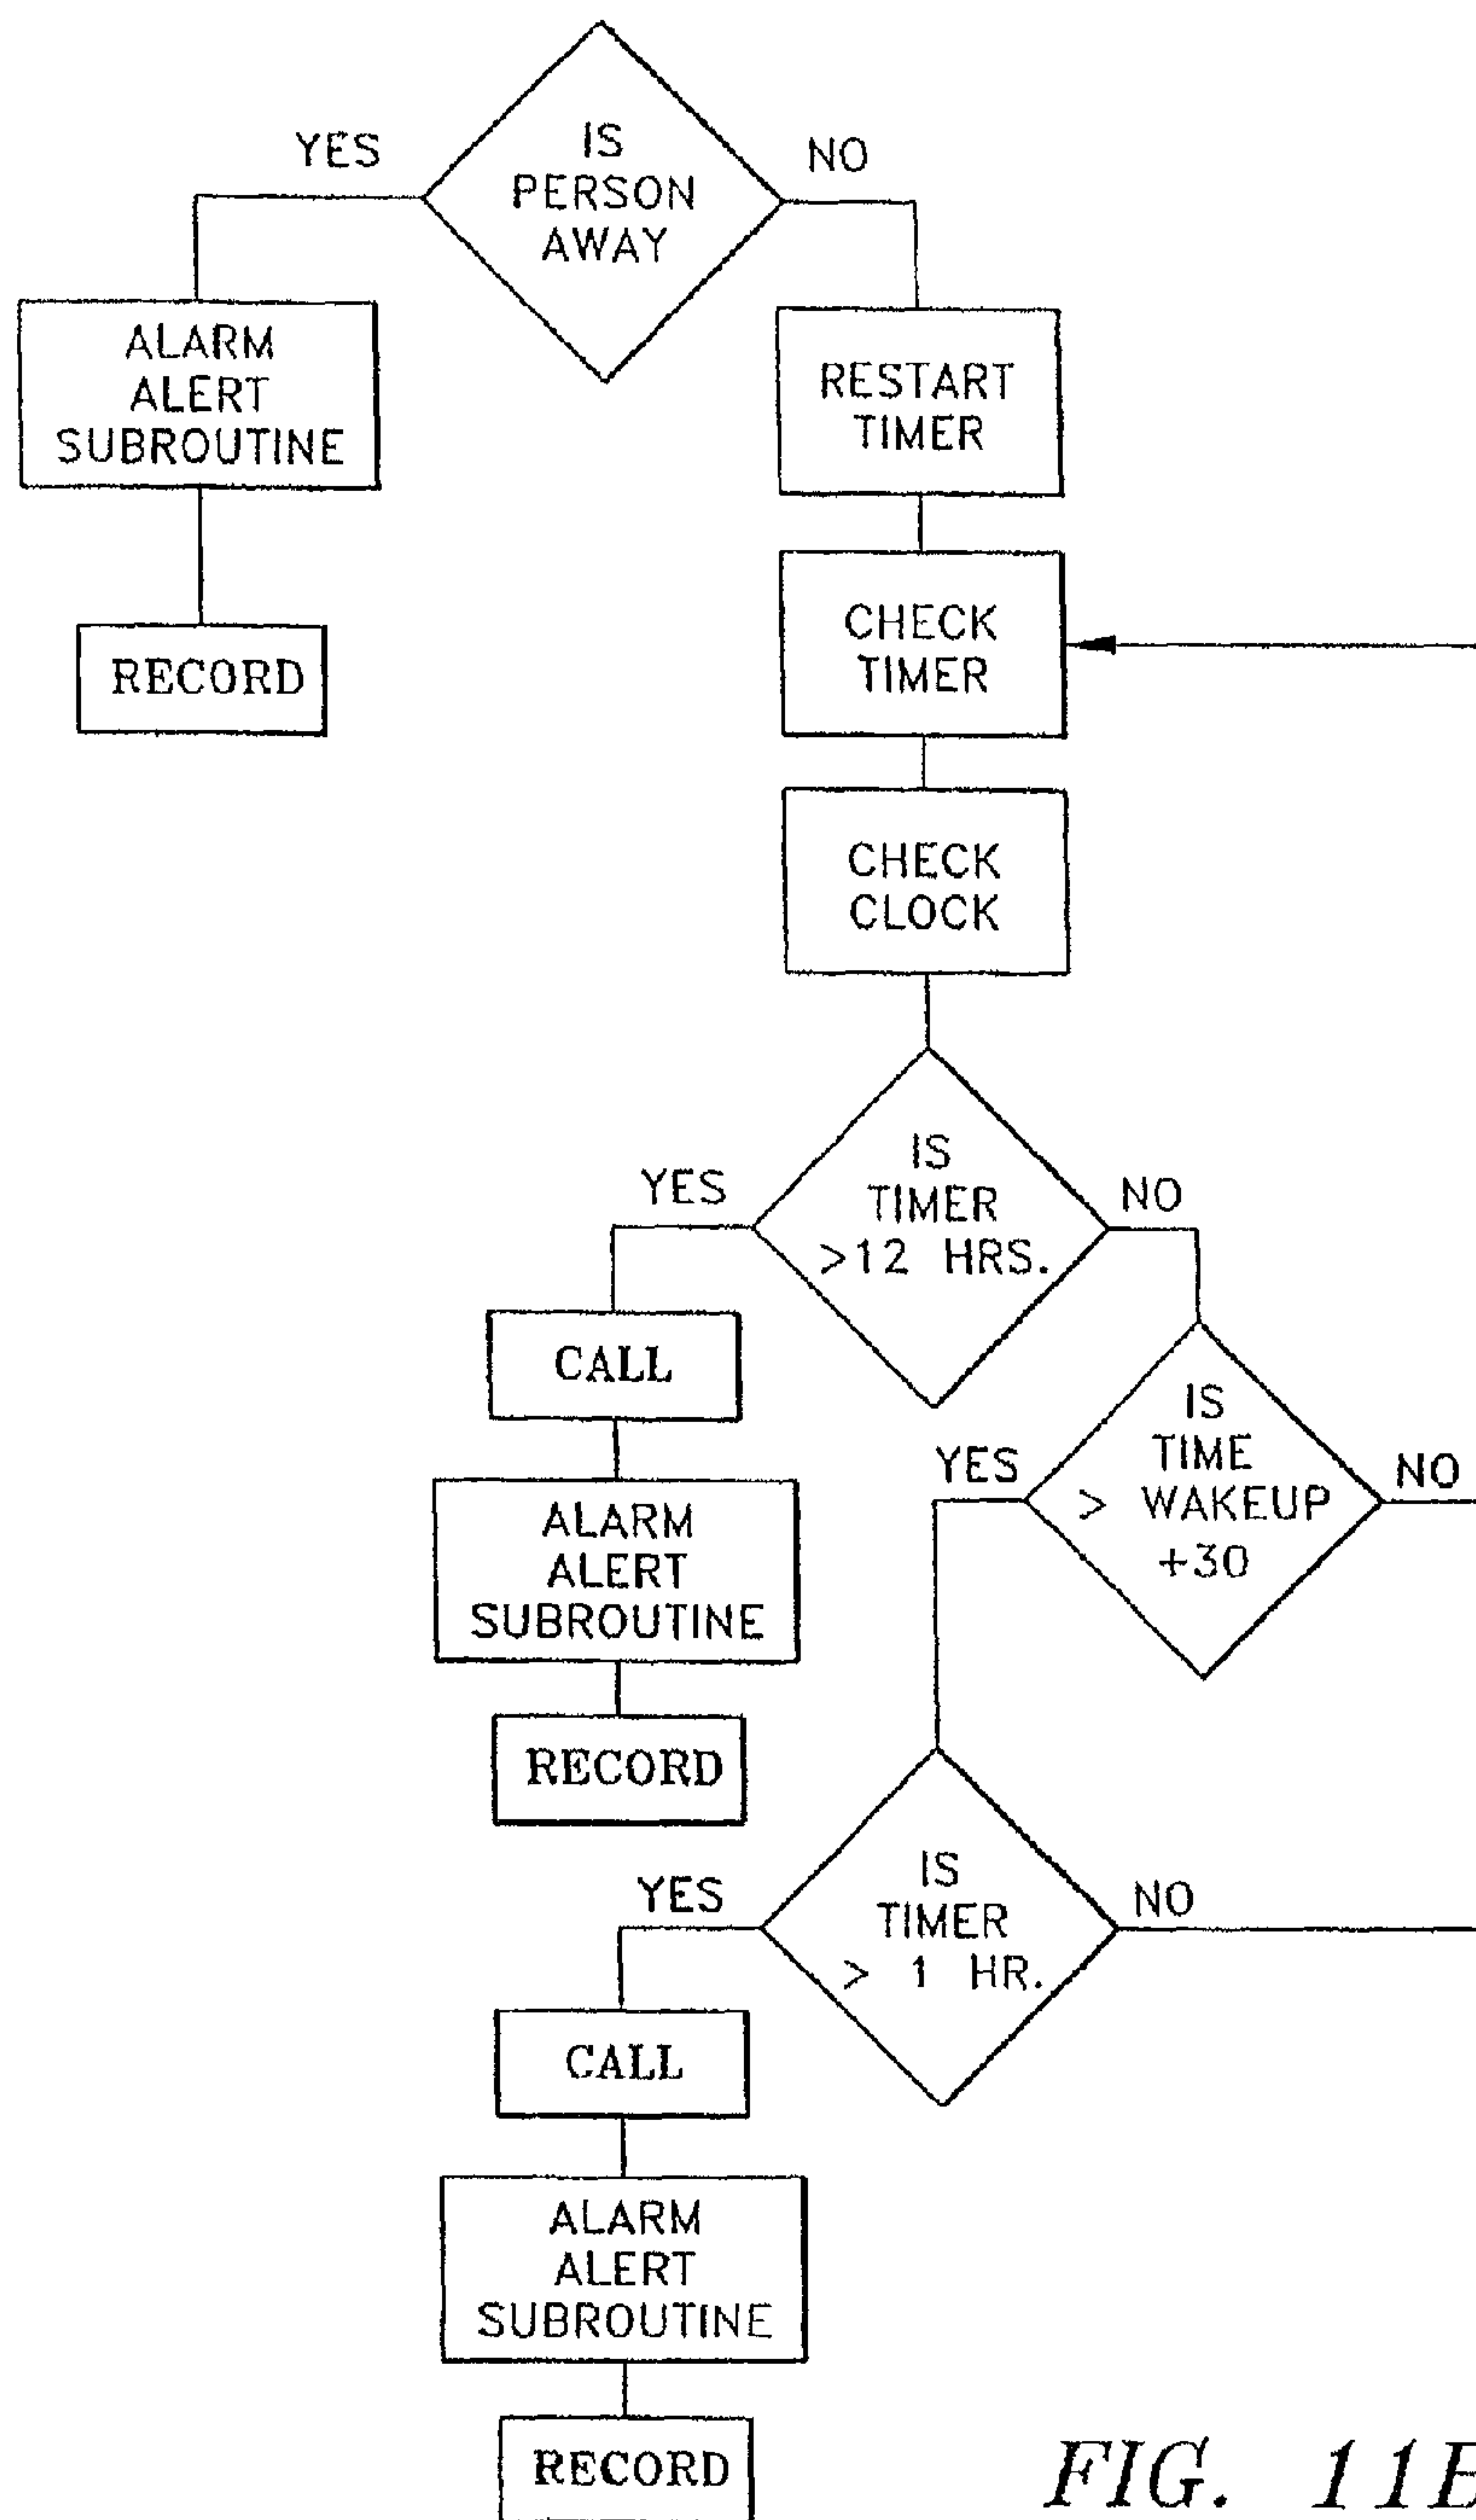 YES
IS
PERSON
AWAY
NO
ALARM
ALERT
SUBROUTINE
RESTART
TIMER
RECORD
CHECK
TIMER
CHECK
CLOCK
YES
IS
TIMER
>12 HRS.
NO
CALL
YES
IS
TIME
> WAKEUP
+30
NO
ALARM
ALERT
SUBROUTINE
RECORD
YES
IS
TIMER
> 1 HR.
NO
CALL
ALARM
ALERT
SUBROUTINE
RECORD
FIG.